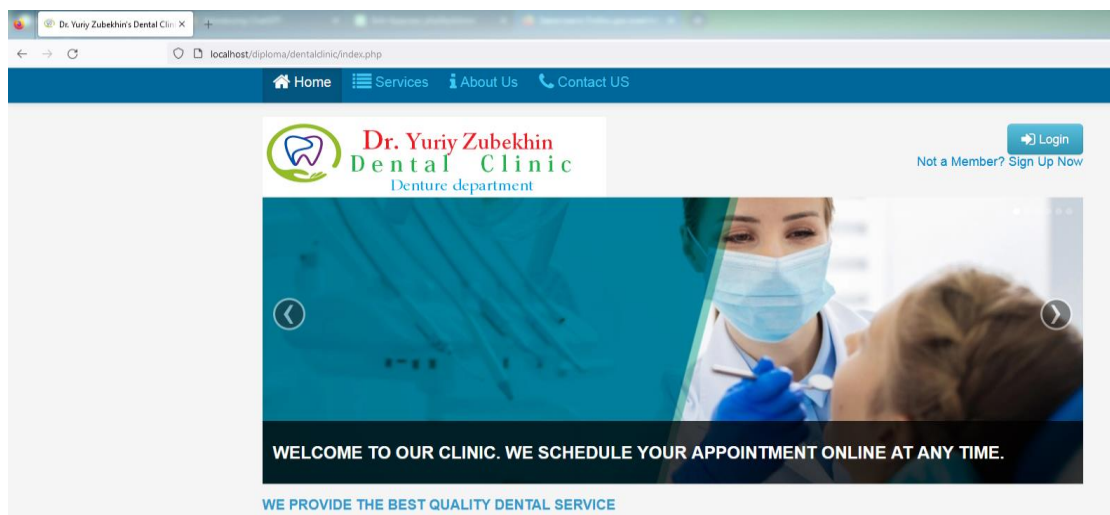 Dr. Yuriy Zubekhin's Dental Clin
localhost/diploma/dentalclinic/index.php
Home Services About Us Contact US
Dr. Yuriy Zubekhin
Dental Clinic
Denture department
Login
Not a Member? Sign Up Now
WELCOME TO OUR CLINIC. WE SCHEDULE YOUR APPOINTMENT ONLINE AT ANY TIME.
WE PROVIDE THE BEST QUALITY DENTAL SERVICE